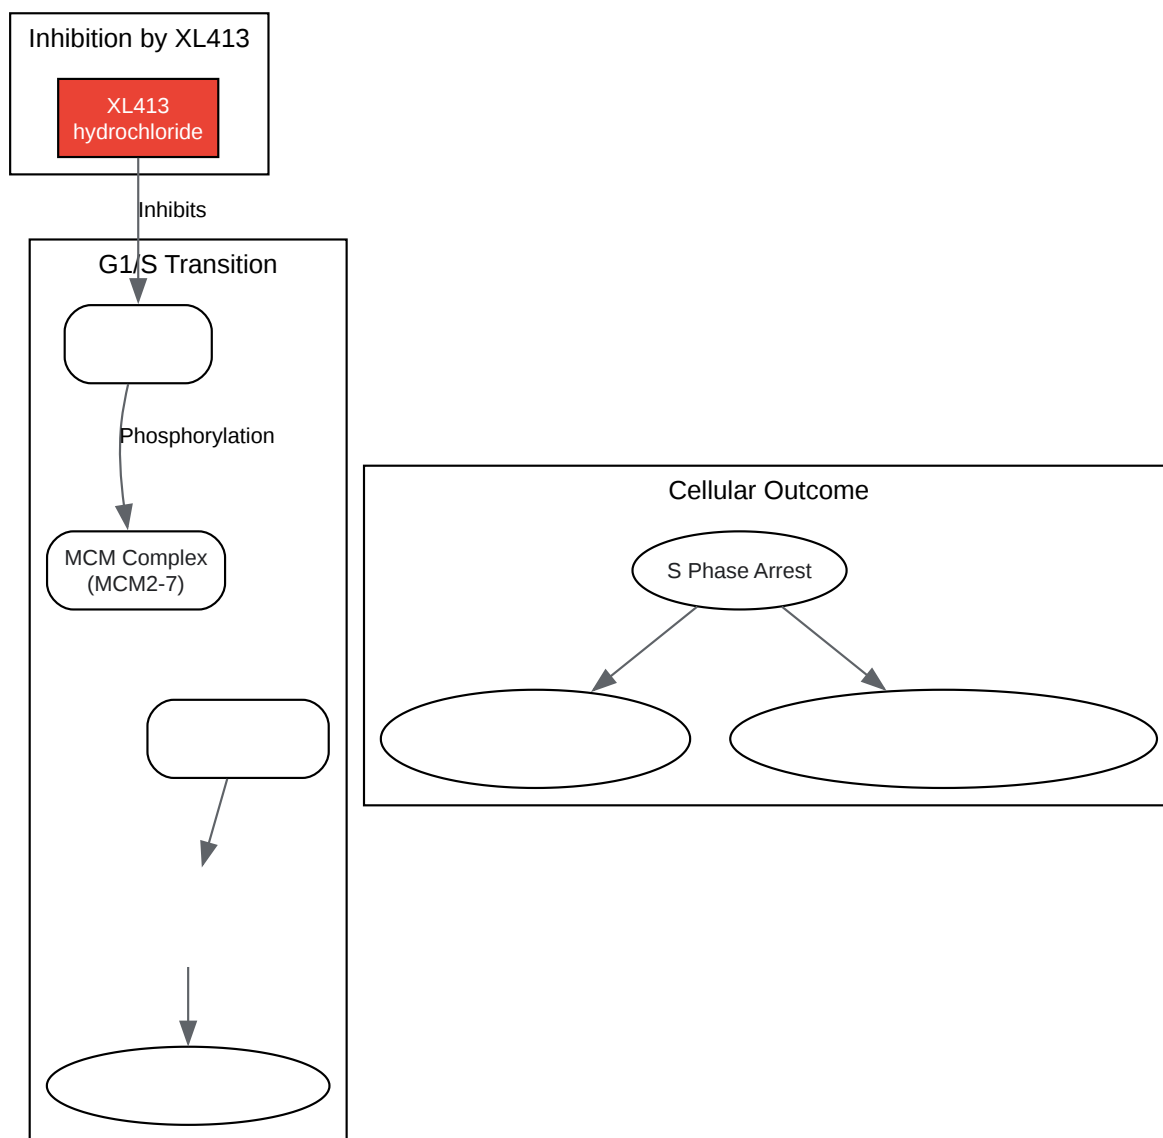 Inhibition by XL413
XL413
hydrochloride
Inhibits
G1/S Transition
Phosphorylation
MCM Complex
(MCM2-7)
Cellular Outcome
S Phase Arrest